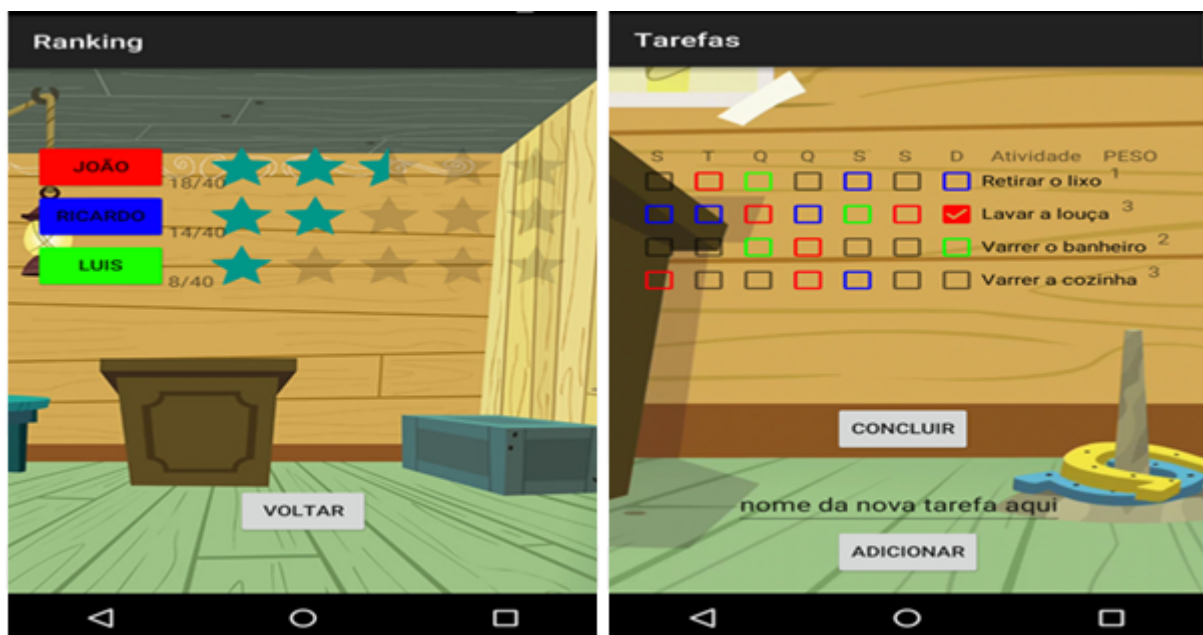 Ranking
JOÃO 18/40
RICARDO 14/40
LUIS 8/40
VOLTAR
Tarefas
S T Q Q S S D Atividade PESO
Retirar o lixo 1
Lavar a louça 3
Varrer o banheiro 2
Varrer a cozinha 3
CONCLUIR
nome da nova tarefa aqui
ADICIONAR